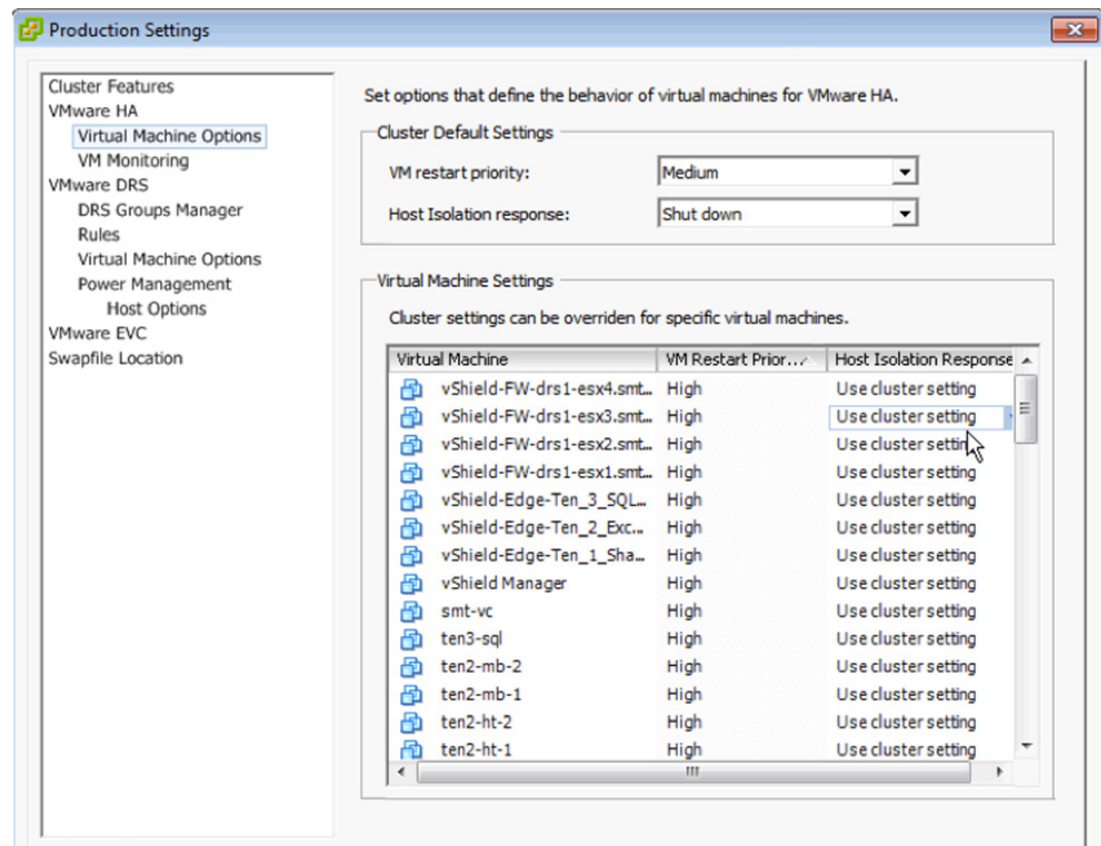 Production Settings
Cluster Features
VMware HA
Virtual Machine Options
VM Monitoring
VMware DRS
DRS Groups Manager
Rules
Virtual Machine Options
Power Management
Host Options
VMware EVC
Swapfile Location
Set options that define the behavior of virtual machines for VMware HA.
Cluster Default Settings
VM restart priority: Medium
Host Isolation response: Shut down
Virtual Machine Settings
Cluster settings can be overriden for specific virtual machines.
Virtual Machine VM Restart Prior... Host Isolation Response
vShield-FW-drs1-esx4.smt... High Use cluster setting
vShield-FW-drs1-esx3.smt... High Use cluster setting
vShield-FW-drs1-esx2.smt... High Use cluster setting
vShield-FW-drs1-esx1.smt... High Use cluster setting
vShield-Edge-Ten_3_SQL... High Use cluster setting
vShield-Edge-Ten_2_Exc... High Use cluster setting
vShield-Edge-Ten_1_Sha... High Use cluster setting
vShield Manager High Use cluster setting
smt-vc High Use cluster setting
ten3-sql High Use cluster setting
ten2-mb-2 High Use cluster setting
ten2-mb-1 High Use cluster setting
ten2-ht-2 High Use cluster setting
ten2-ht-1 High Use cluster setting